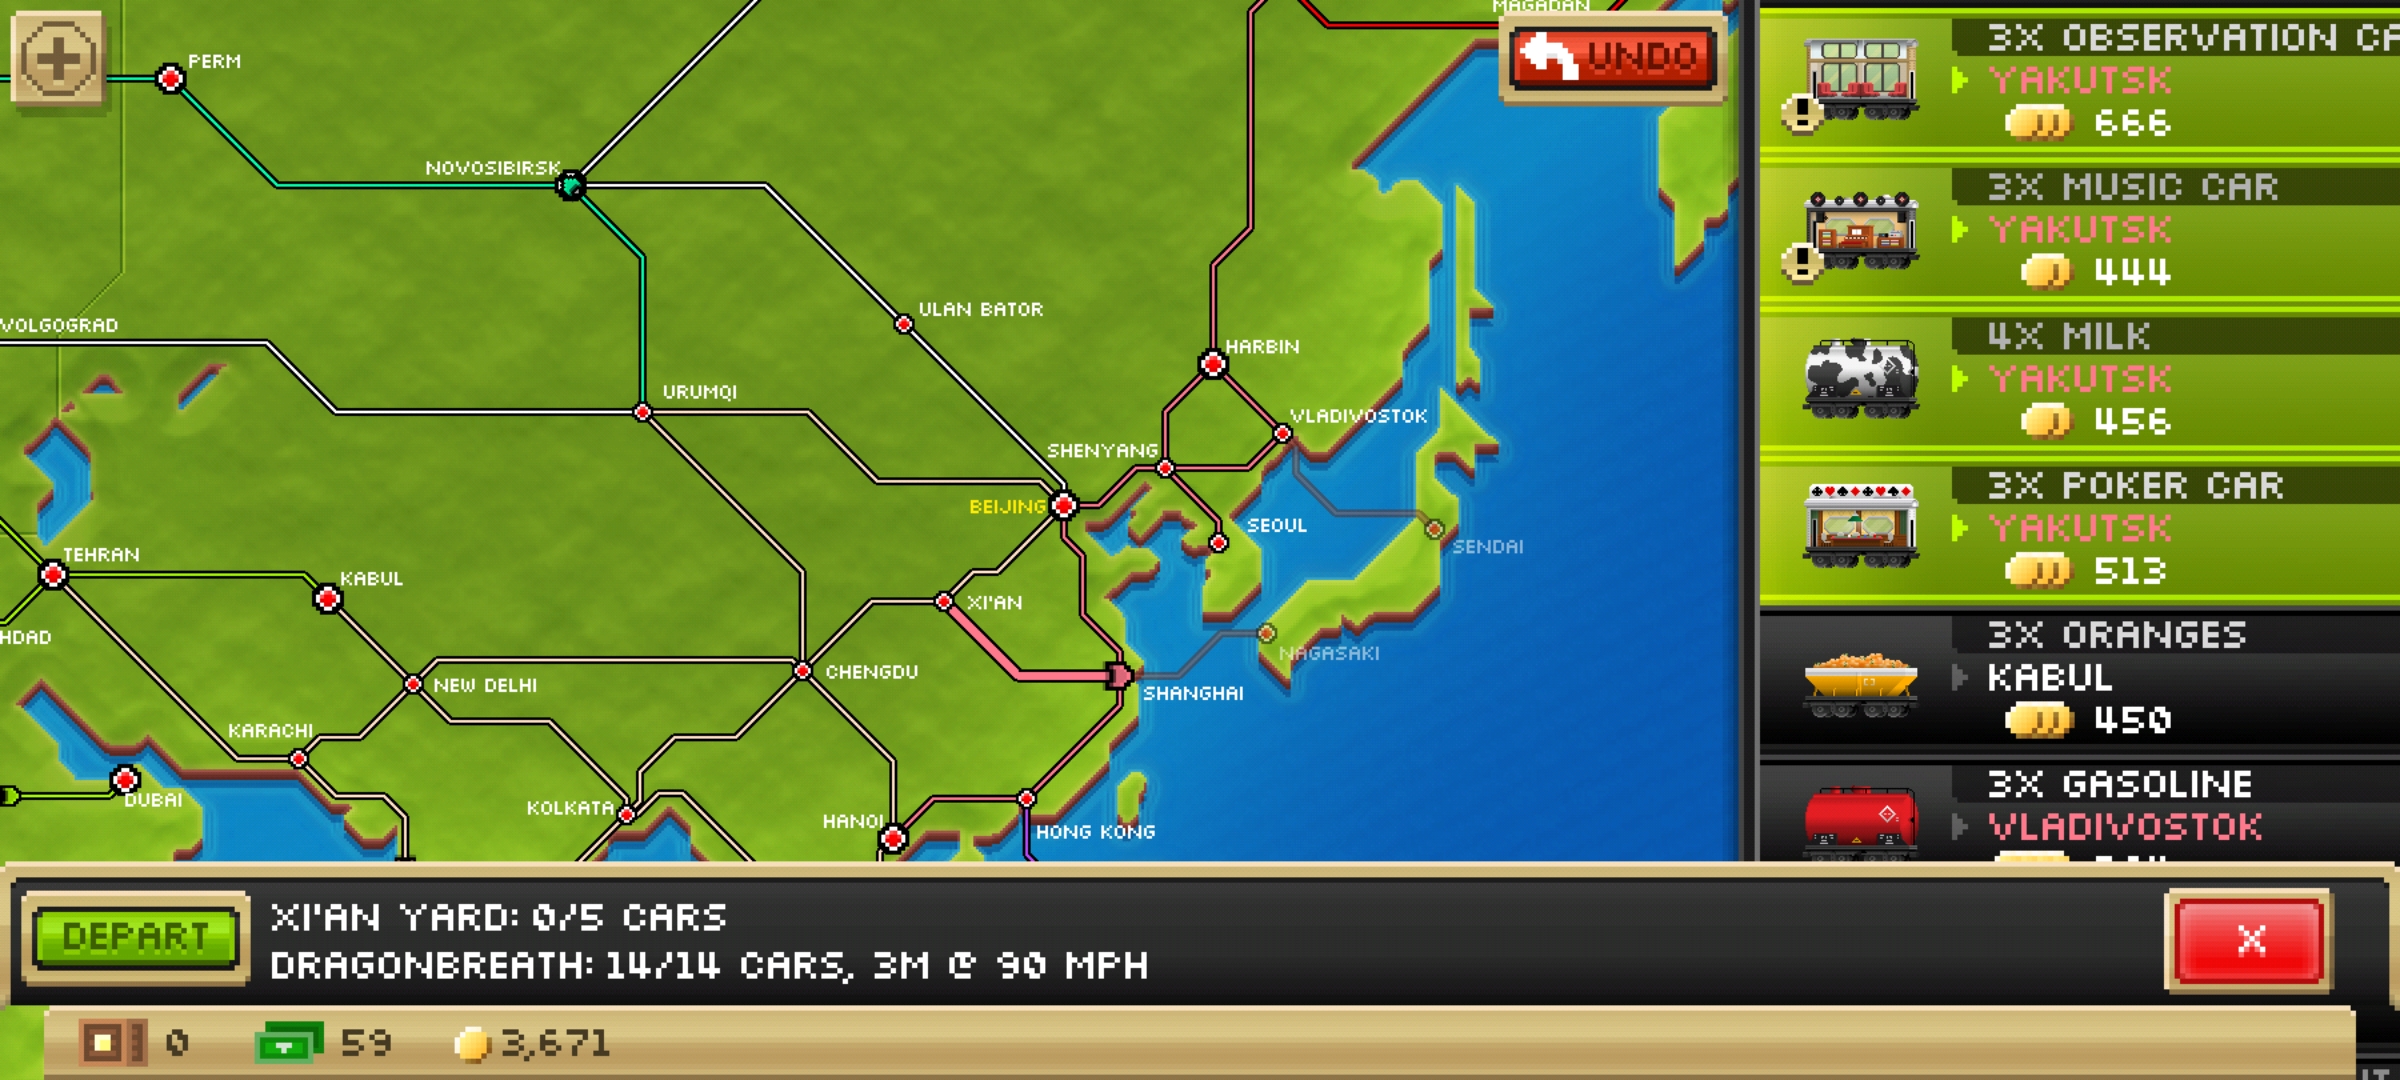 MAGADAN
UNDO
PERM
NOVOSIBIRSK
ULAN BATOR
VOLGOGRAD
HARBIN
URUMQI
VLADIVOSTOK
SHENYANG
BEIJING
SEOUL
SENDAI
TEHRAN
KABUL
XI'AN
HDAD
NAGASAKI
CHENGDU
NEW DELHI
SHANGHAI
KARACHI
DUBAI
KOLKATA
HANOI
HONG KONG
3X OBSERVATION CA
YAKUTSK
666
3X MUSIC CAR
YAKUTSK
444
4X MILK
YAKUTSK
456
3X POKER CAR
YAKUTSK
513
3X ORANGES
KABUL
450
3X GASOLINE
VLADIVOSTOK
DEPART
XI'AN YARD: 0/5 CARS
DRAGONBREATH: 14/14 CARS, 3M @ 90 MPH
X
0
59
3,671